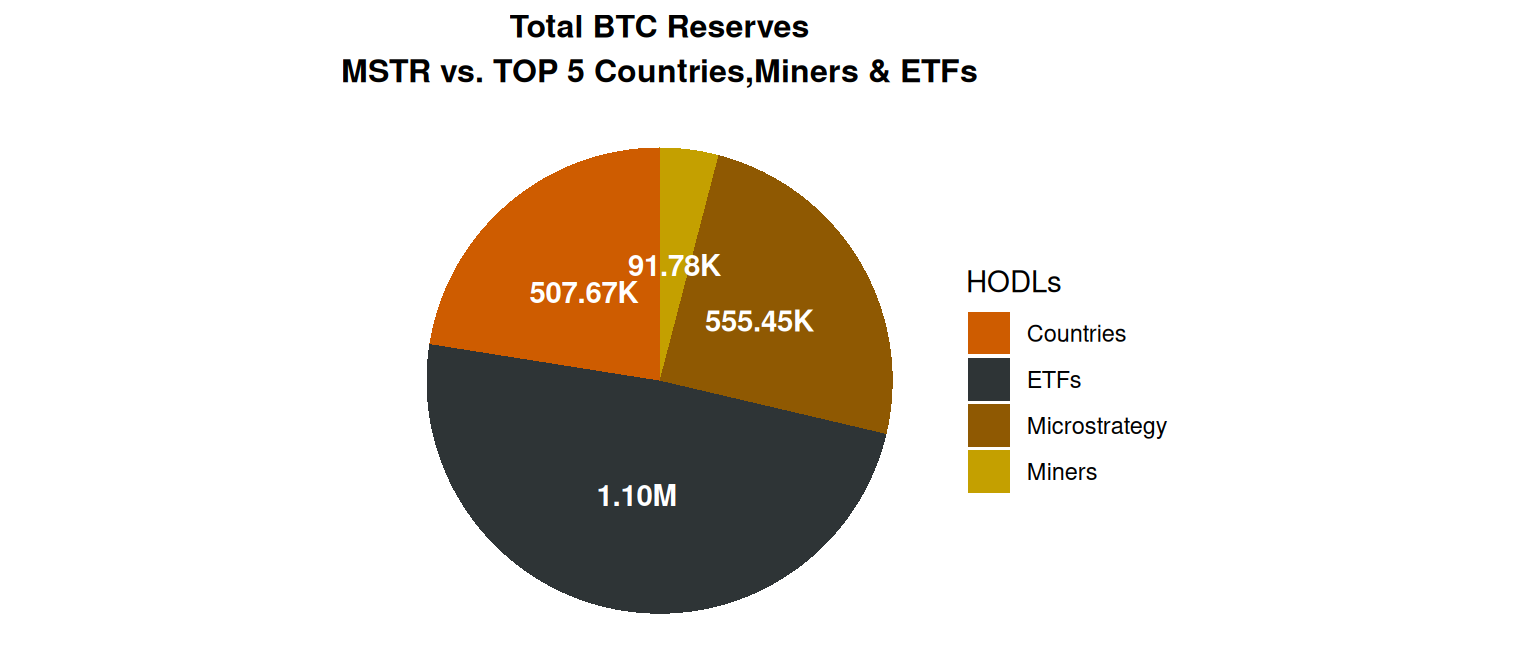 Total BTC Reserves
MSTR vs. TOP 5 Countries,Miners & ETFs
91.78K
507.67K
555.45K
1.10M
HODLs
Countries
ETFs
Microstrategy
Miners